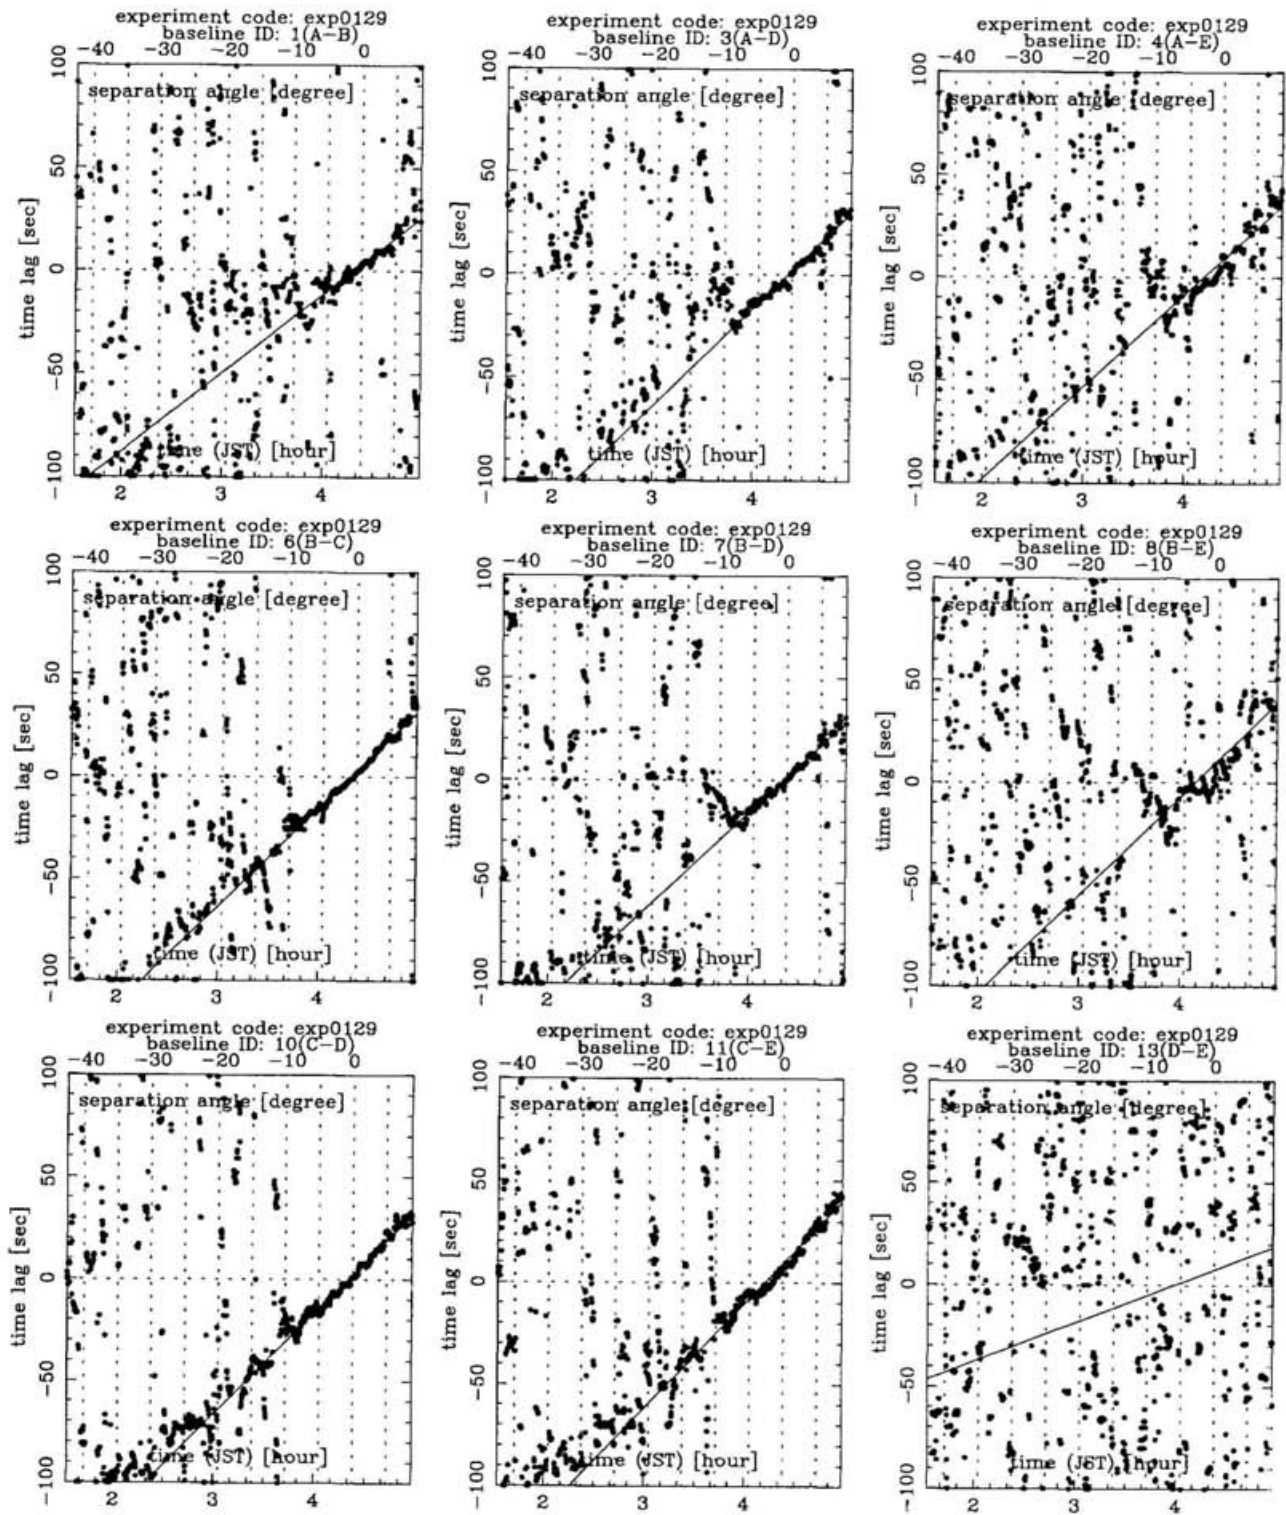 experiment code: exp0129
baseline ID: 1(A-B)
-40 -30 -20 -10 0
separation angle [degree]
100
50
0
-50
-100
time lag [sec]
time (JST) [hour]
2 3 4
experiment code: exp0129
baseline ID: 3(A-D)
-40 -30 -20 -10 0
separation angle [degree]
100
50
0
-50
-100
time lag [sec]
time (JST) [hour]
2 3 4
experiment code: exp0129
baseline ID: 4(A-E)
-40 -30 -20 -10 0
separation angle [degree]
100
50
0
-50
-100
time lag [sec]
time (JST) [hour]
2 3 4
experiment code: exp0129
baseline ID: 6(B-C)
-40 -30 -20 -10 0
separation angle [degree]
100
50
0
-50
-100
time lag [sec]
time (JST) [hour]
2 3 4
experiment code: exp0129
baseline ID: 7(B-D)
-40 -30 -20 -10 0
separation angle [degree]
100
50
0
-50
-100
time lag [sec]
time (JST) [hour]
2 3 4
experiment code: exp0129
baseline ID: 8(B-E)
-40 -30 -20 -10 0
separation angle [degree]
100
50
0
-50
-100
time lag [sec]
time (JST) [hour]
2 3 4
experiment code: exp0129
baseline ID: 10(C-D)
-40 -30 -20 -10 0
separation angle [degree]
100
50
0
-50
-100
time lag [sec]
time (JST) [hour]
2 3 4
experiment code: exp0129
baseline ID: 11(C-E)
-40 -30 -20 -10 0
separation angle [degree]
100
50
0
-50
-100
time lag [sec]
time (JST) [hour]
2 3 4
experiment code: exp0129
baseline ID: 13(D-E)
-40 -30 -20 -10 0
separation angle [degree]
100
50
0
-50
time lag [sec]
time (JST) [hour]
2 3 4